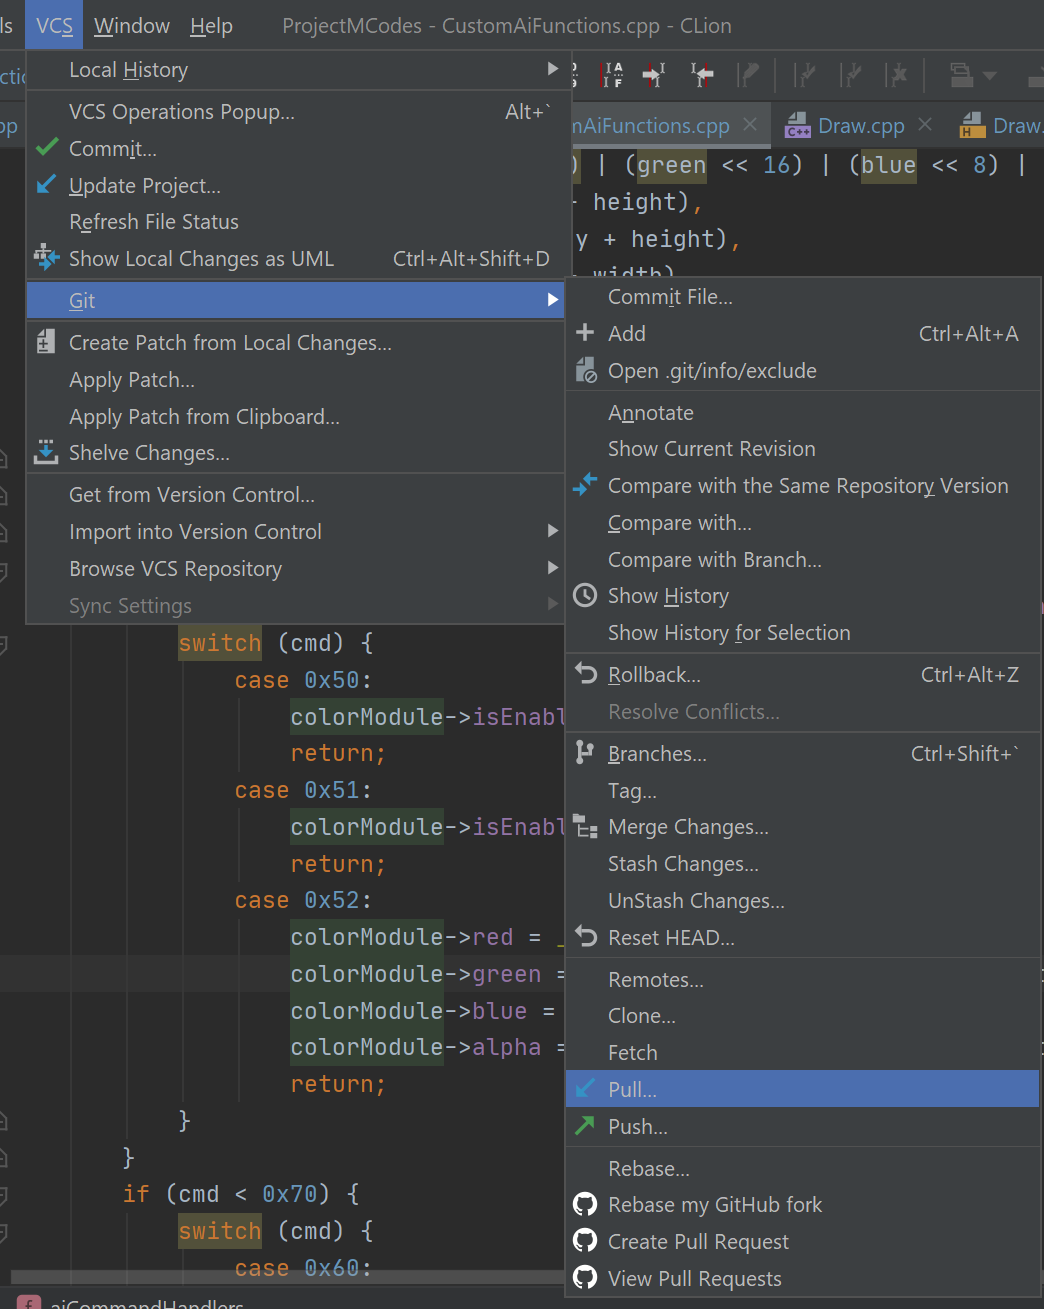 VCS Window Help ProjectMCodes - CustomAiFunctions.cpp - CLion
Local History
VCS Operations Popup... Alt+`
Commit...
Update Project...
Refresh File Status
Show Local Changes as UML Ctrl+Alt+Shift+D
Git
Create Patch from Local Changes...
Apply Patch...
Apply Patch from Clipboard...
Shelve Changes...
Get from Version Control...
Import into Version Control
Browse VCS Repository
Sync Settings
mAiFunctions.cpp Draw.cpp Draw.
) | (green << 16) | (blue << 8) |
+ height),
y + height),
width)
Commit File...
Add Ctrl+Alt+A
Open .git/info/exclude
Annotate
Show Current Revision
Compare with the Same Repository Version
Compare with...
Compare with Branch...
Show History
Show History for Selection
Rollback... Ctrl+Alt+Z
Resolve Conflicts...
Branches... Ctrl+Shift+`
Tag...
Merge Changes...
Stash Changes...
UnStash Changes...
Reset HEAD...
Remotes...
Clone...
Fetch
Pull...
Push...
Rebase...
Rebase my GitHub fork
Create Pull Request
View Pull Requests
switch (cmd) {
case 0x50:
colorModule->isEnabl
return;
case 0x51:
colorModule->isEnabl
return;
case 0x52:
colorModule->red = _
colorModule->green =
colorModule->blue =
colorModule->alpha =
return;
}
}
if (cmd < 0x70) {
switch (cmd) {
case 0x60:
f aiCommandHandlers